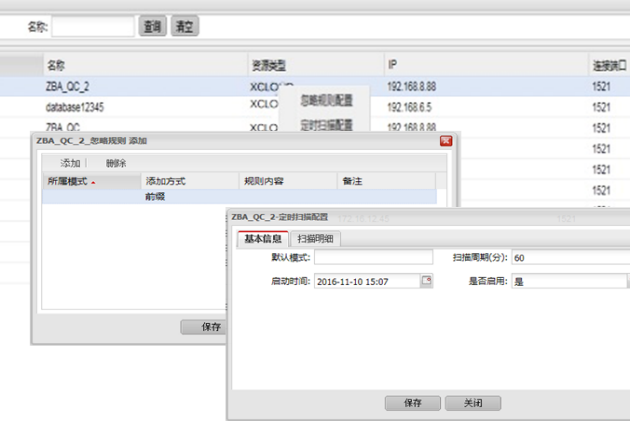 名称: 查询 清空
名称 资源类型 IP 连接端口
ZBA_QC_2 XCLOUD 192.168.8.88 1521
忽略规则配置
database12345 XCLO 192.168.6.5 1521
定时扫描配置
ZBA_QC XCLO 192.168.8.88 1521
1521
1521
1521
ZBA_QC_2_忽略规则 添加
添加 删除
所属模式 添加方式 规则内容 备注
前缀
保存
ZBA_QC_2-定时扫描配置
192.168.12.45 1521
基本信息 扫描明细
默认模式: 扫描周期(分): 60
启动时间: 2016-11-10 15:07 是否启用: 是
保存 关闭